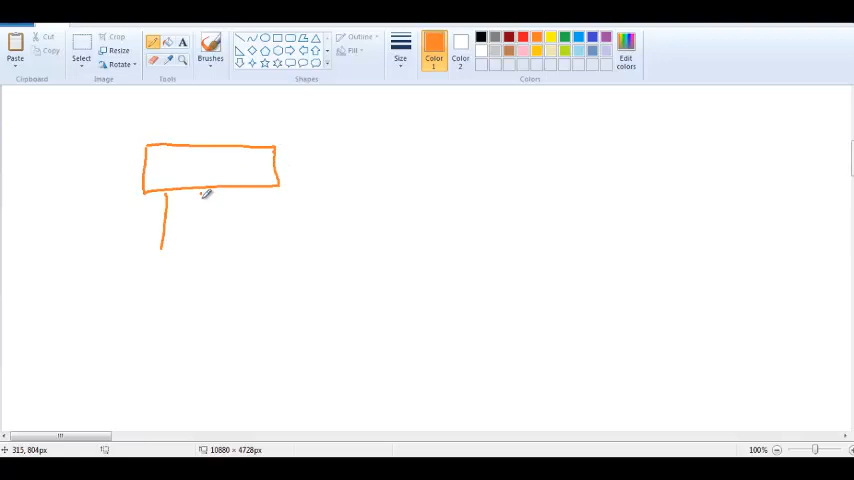 Cut
Copy
Paste
Clipboard
Crop
Resize
Rotate
Select
Image
A
Tools
Brushes
Outline
Fill
Shapes
Size
Color 1
Color 2
Edit colors
Colors
315, 804px
10880 × 4728px
100%